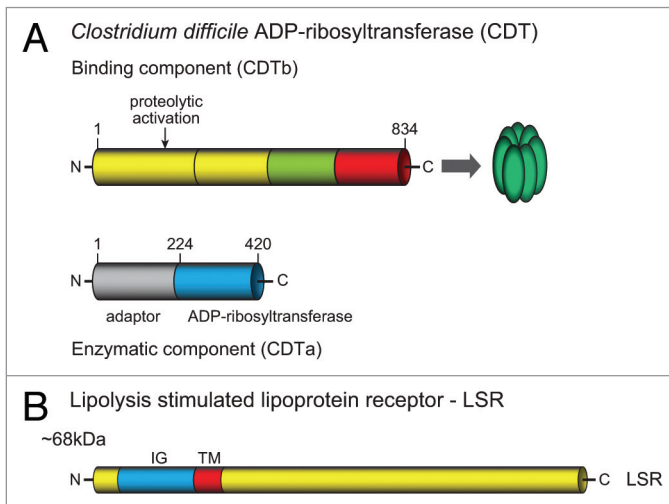 A Clostridium difficile ADP-ribosyltransferase (CDT)
Binding component (CDTb)
proteolytic
activation
1 834
N C
1 224 420
N C
adaptor ADP-ribosyltransferase
Enzymatic component (CDTa)
B Lipolysis stimulated lipoprotein receptor - LSR
~68kDa
IG TM
N C LSR